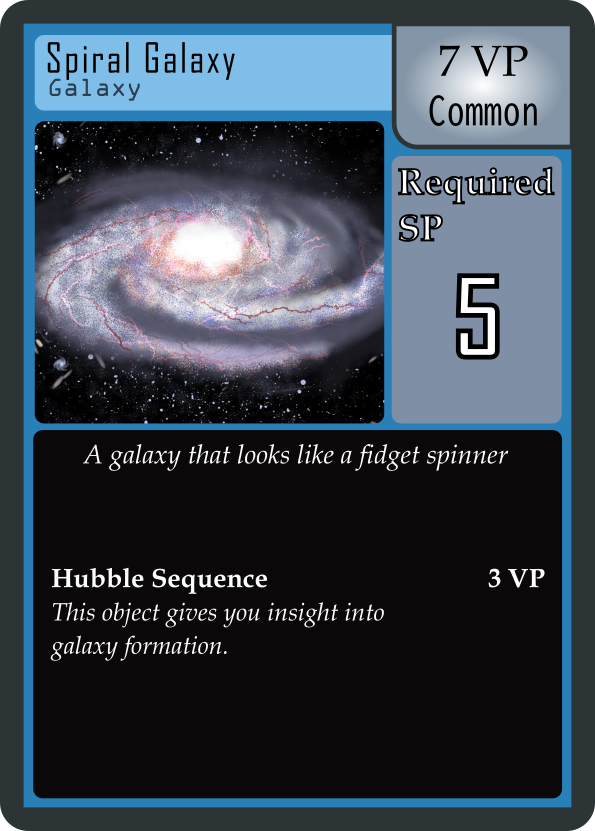 Spiral Galaxy
Galaxy
7 VP
Common
Required
SP
5
A galaxy that looks like a fidget spinner
Hubble Sequence 3 VP
This object gives you insight into
galaxy formation.